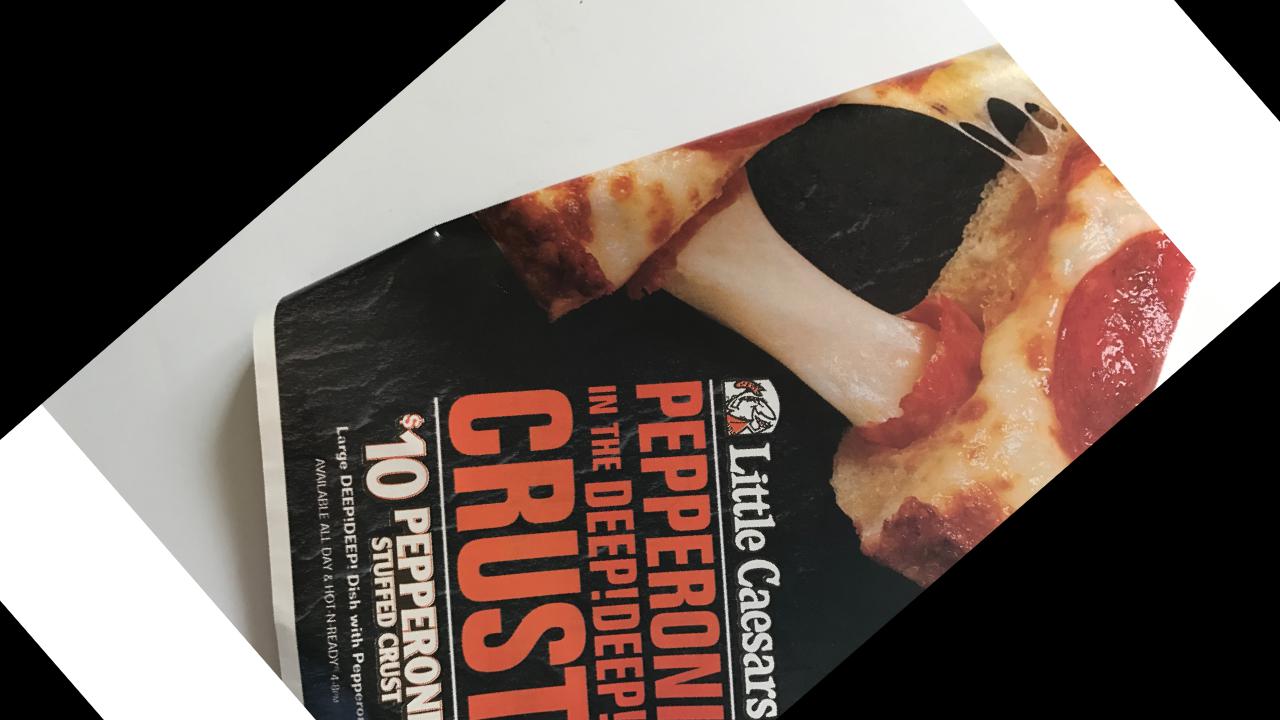 Little Caesars
PEPPERONI
IN THE DEEP!DEEP!
CRUST
$10 PEPPERONI
STUFFED CRUST
Large DEEP!DEEP! Dish with Pepperon
AVAILABLE ALL DAY & HOT-N-READY® 4-8PM